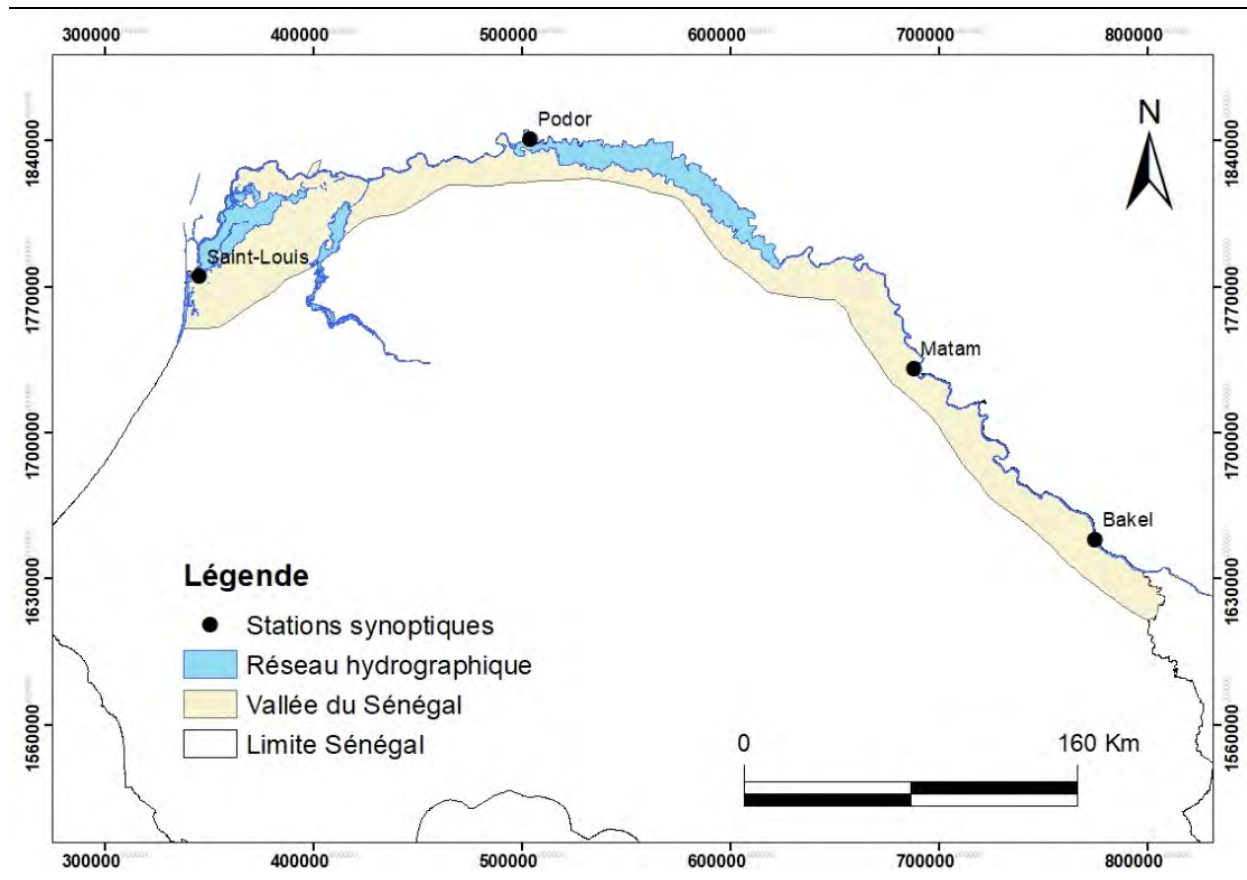 300000 400000 500000 600000 700000 800000
1840000 1840000
1770000 1770000
1700000 1700000
1630000 1630000
1560000 1560000
N
Podor
Saint-Louis
Matam
Bakel
Légende
Stations synoptiques
Réseau hydrographique
Vallée du Sénégal
Limite Sénégal
0 160 Km
300000 400000 500000 600000 700000 800000